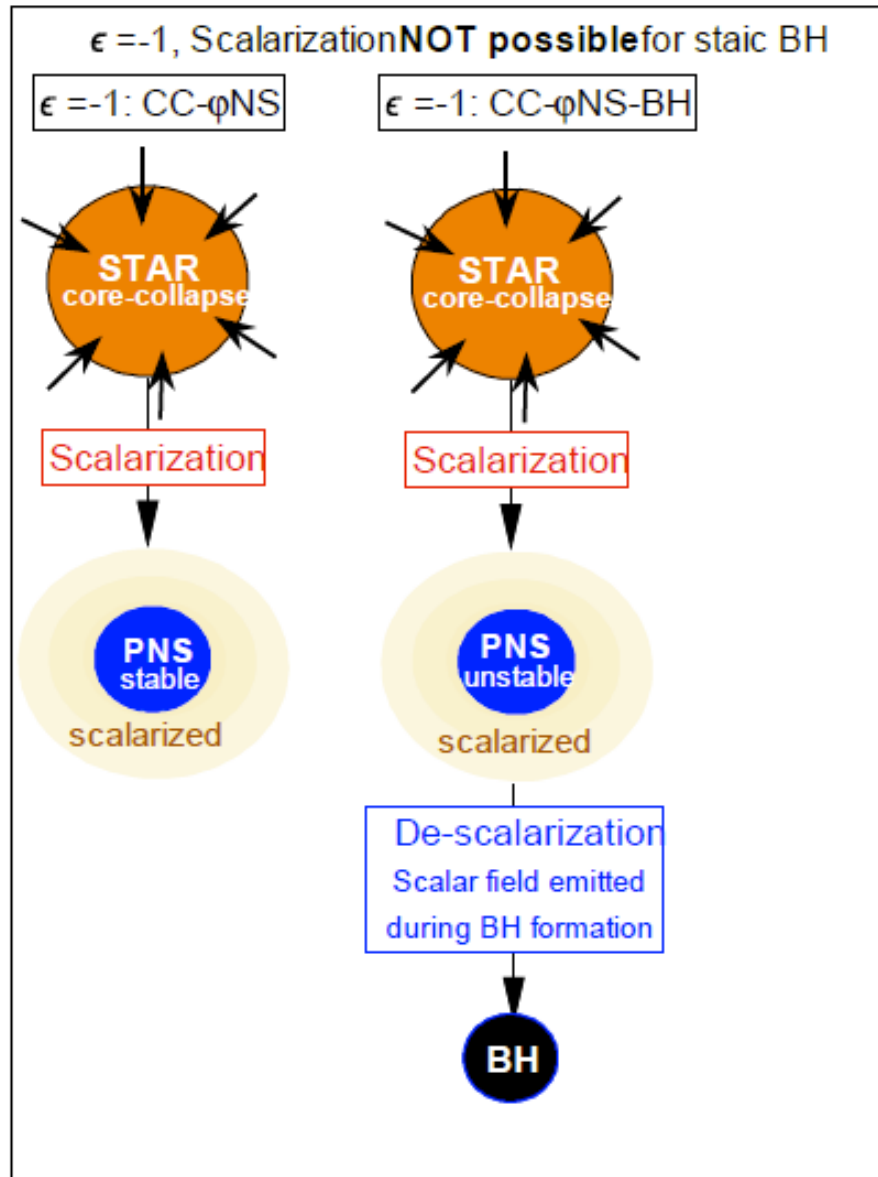 ϵ =-1, ScalarizationNOT possiblefor staic BH
ϵ =-1: CC-φNS
ϵ =-1: CC-φNS-BH
STAR
core-collapse
STAR
core-collapse
Scalarization
Scalarization
PNS
stable
scalarized
PNS
unstable
scalarized
De-scalarization
Scalar field emitted
during BH formation
BH